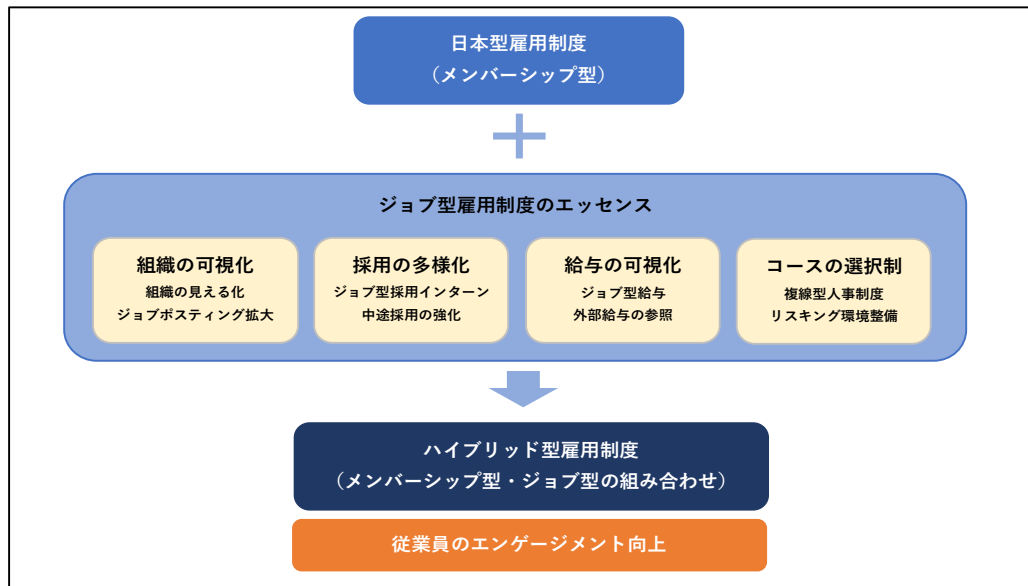 日本型雇用制度
（メンバーシップ型）
ジョブ型雇用制度のエッセンス
組織の可視化
組織の見える化
ジョブポスティング拡大
採用の多様化
ジョブ型採用インターン
中途採用の強化
給与の可視化
ジョブ型給与
外部給与の参照
コースの選択制
複線型人事制度
リスキング環境整備
ハイブリッド型雇用制度
（メンバーシップ型・ジョブ型の組み合わせ）
従業員のエンゲージメント向上